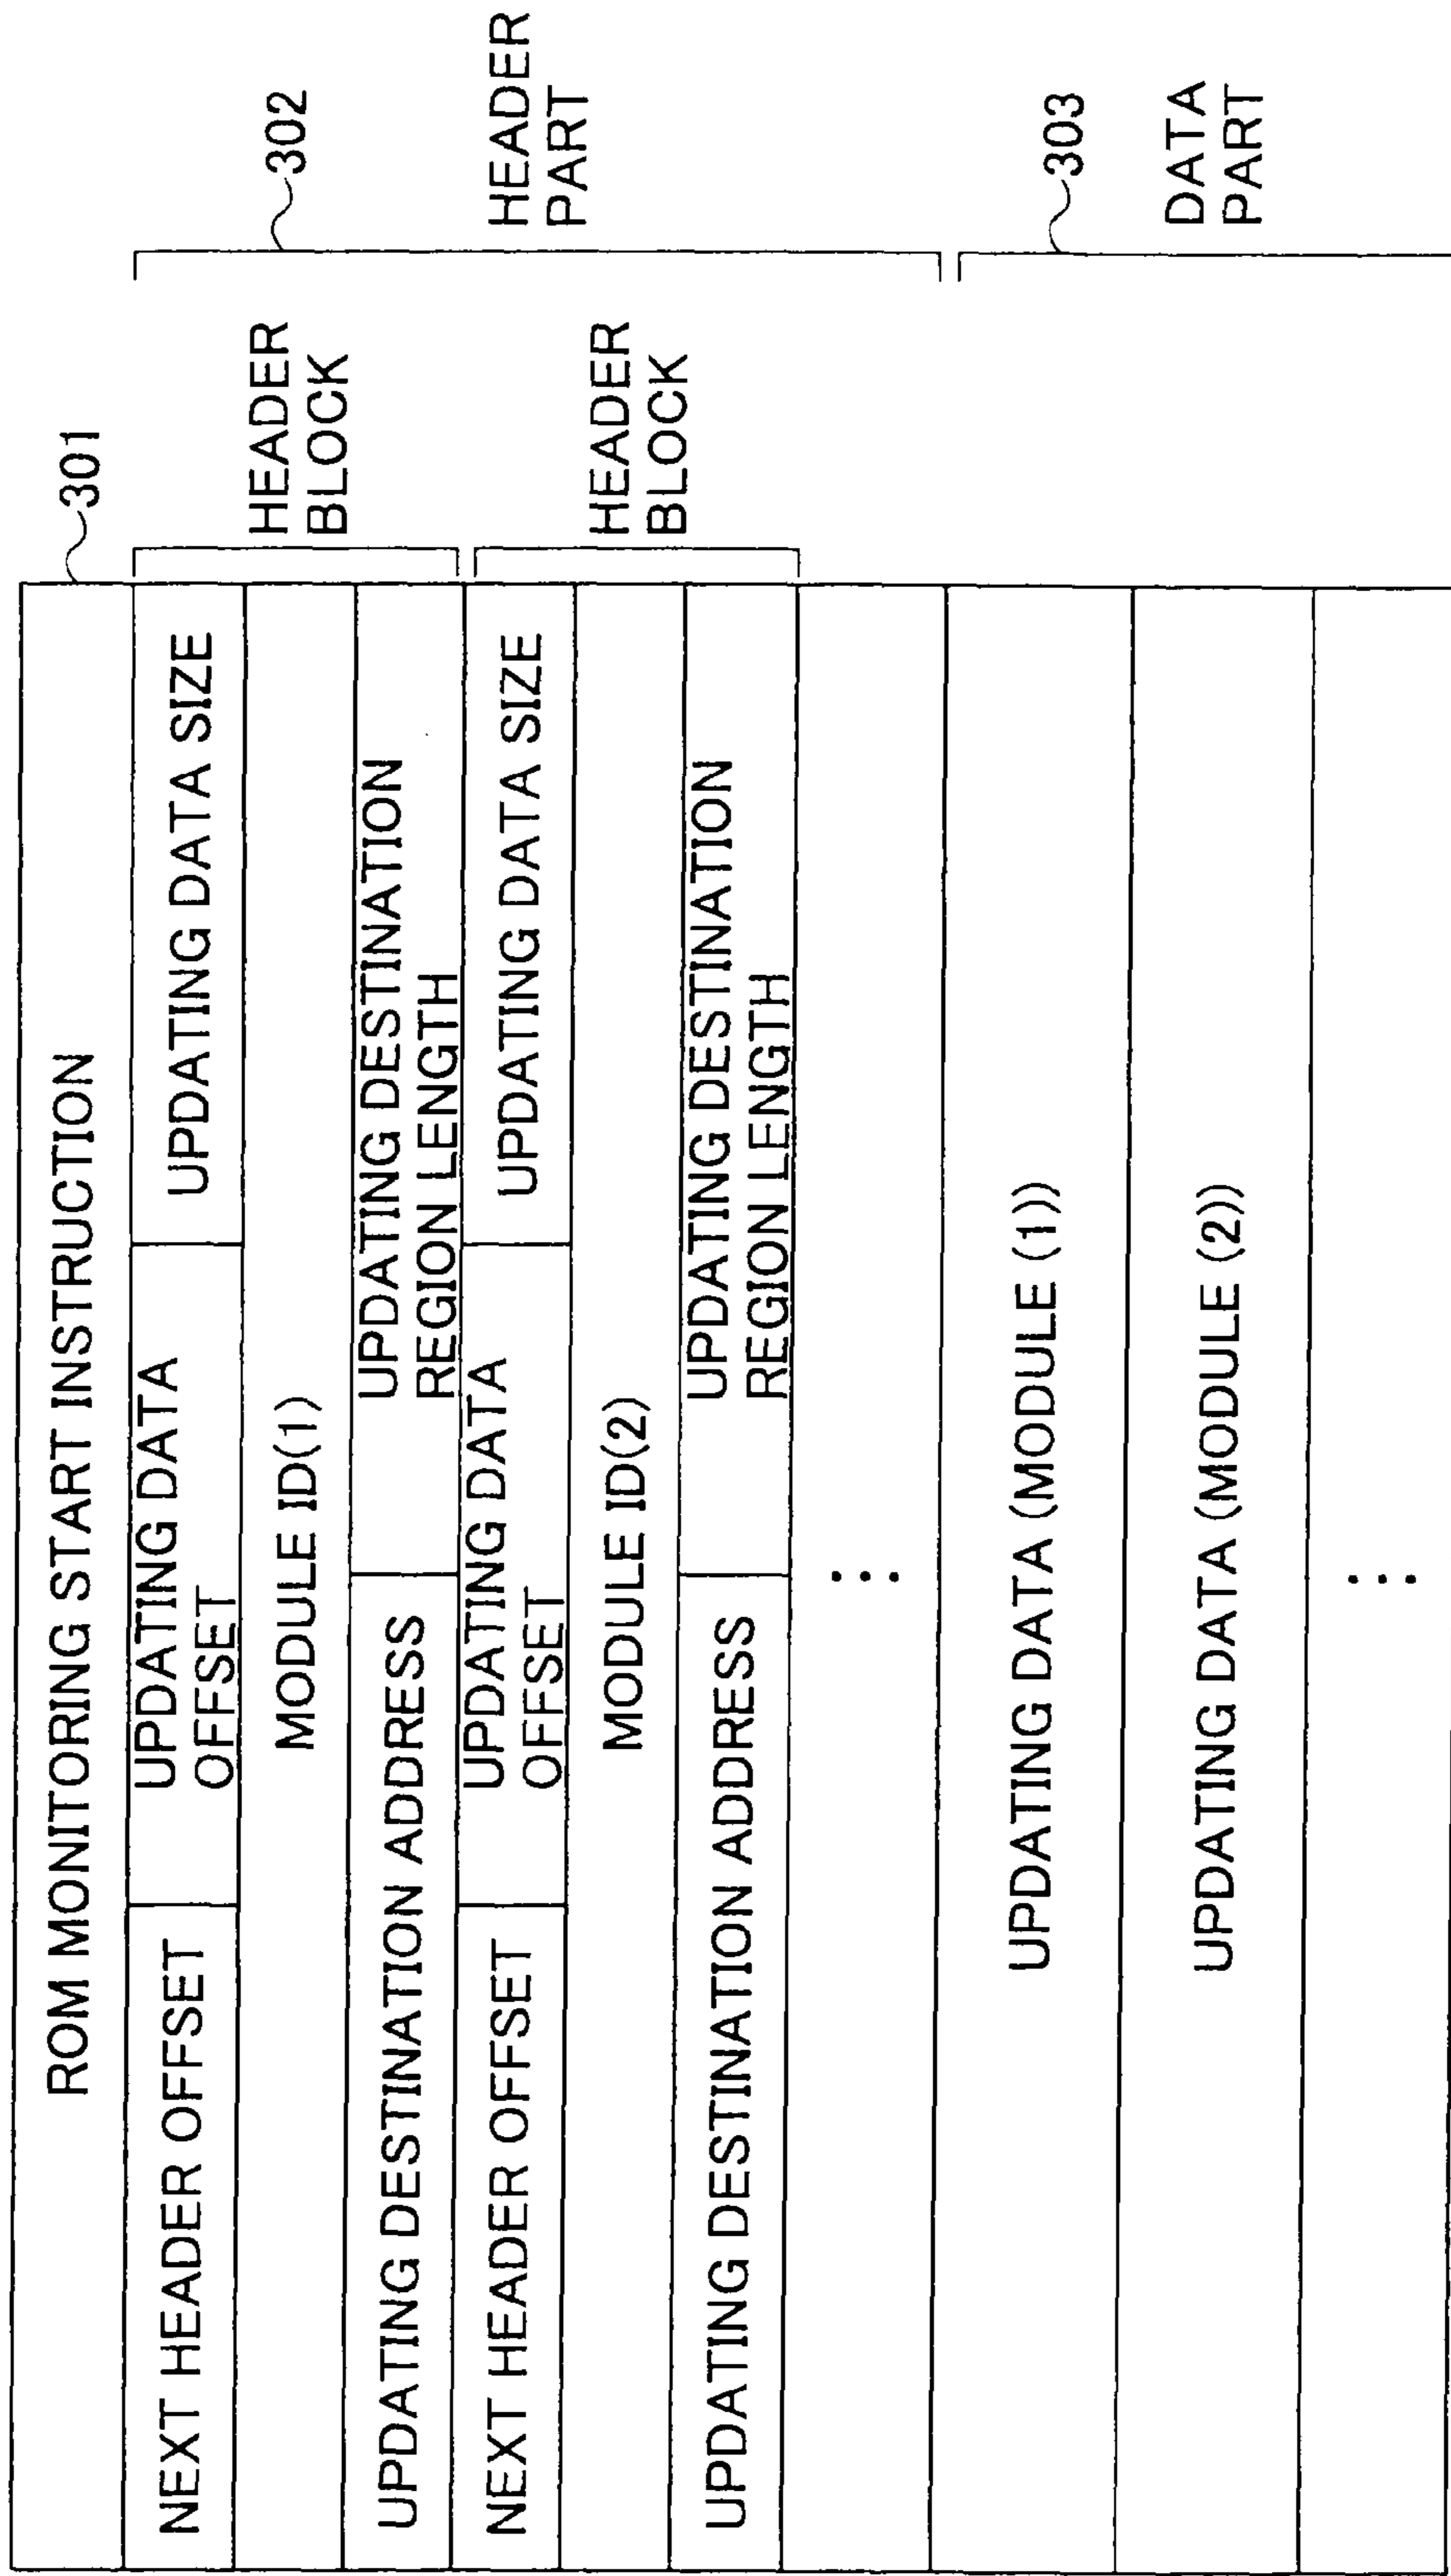 ROM MONITORING START INSTRUCTION
301
NEXT HEADER OFFSET
UPDATING DATA
OFFSET
UPDATING DATA SIZE
MODULE ID(1)
UPDATING DESTINATION ADDRESS
UPDATING DESTINATION
REGION LENGTH
HEADER
BLOCK
302
HEADER
PART
NEXT HEADER OFFSET
UPDATING DATA
OFFSET
UPDATING DATA SIZE
MODULE ID(2)
UPDATING DESTINATION ADDRESS
UPDATING DESTINATION
REGION LENGTH
HEADER
BLOCK
...
UPDATING DATA (MODULE (1))
303
DATA
PART
UPDATING DATA (MODULE (2))
...